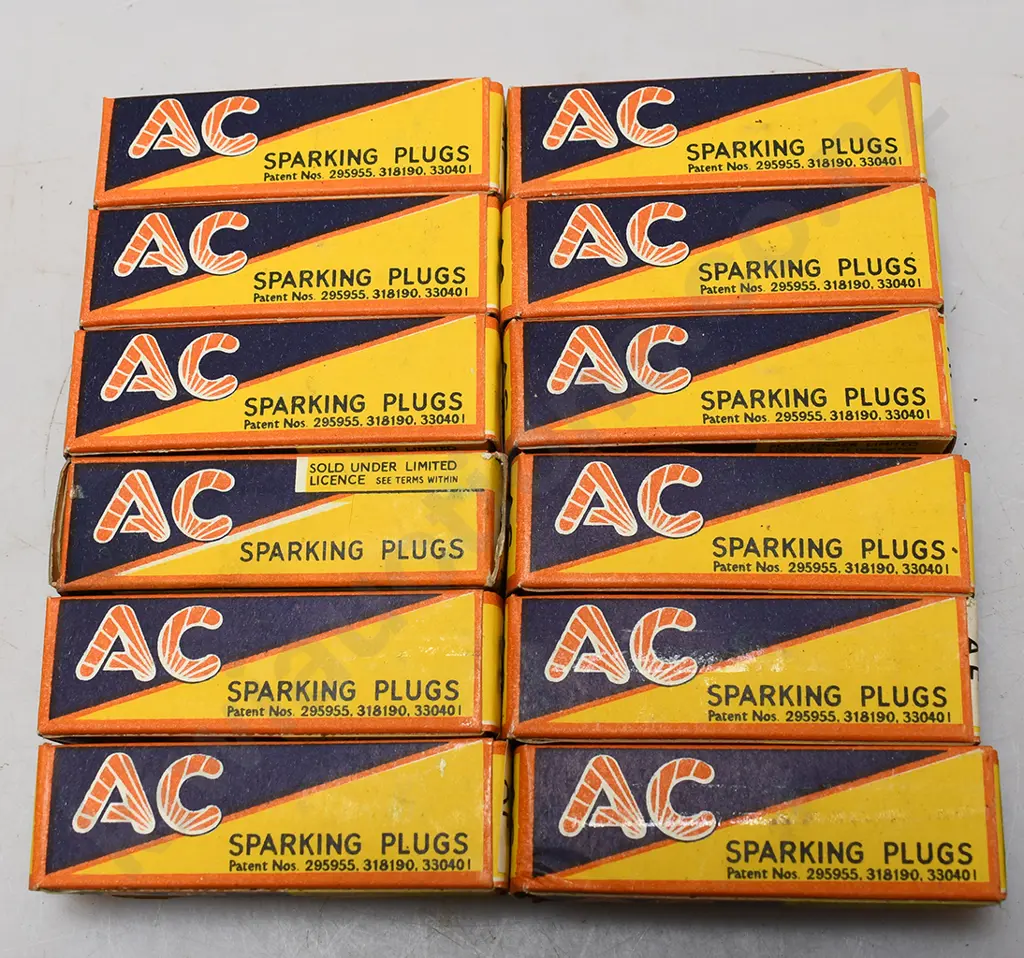 AC
SPARKING PLUGS
Patent Nos. 295955, 318190, 330401
AC
SPARKING PLUGS
Patent Nos. 295955, 318190, 330401
AC
SPARKING PLUGS
Patent Nos. 295955, 318190, 330401
AC
SPARKING PLUGS
Patent Nos. 295955, 318190, 330401
AC
SPARKING PLUGS
Patent Nos. 295955, 318190, 330401
AC
SPARKING PLUGS
Patent Nos. 295955, 318190, 330401
SOLD UNDER LIMITED
LICENCE SEE TERMS WITHIN
AC
SPARKING PLUGS
AC
SPARKING PLUGS
Patent Nos. 295955, 318190, 330401
AC
SPARKING PLUGS
Patent Nos. 295955, 318190, 330401
AC
SPARKING PLUGS
Patent Nos. 295955, 318190, 330401
AC
SPARKING PLUGS
Patent Nos. 295955, 318190, 330401
AC
SPARKING PLUGS
Patent Nos. 295955, 318190, 330401